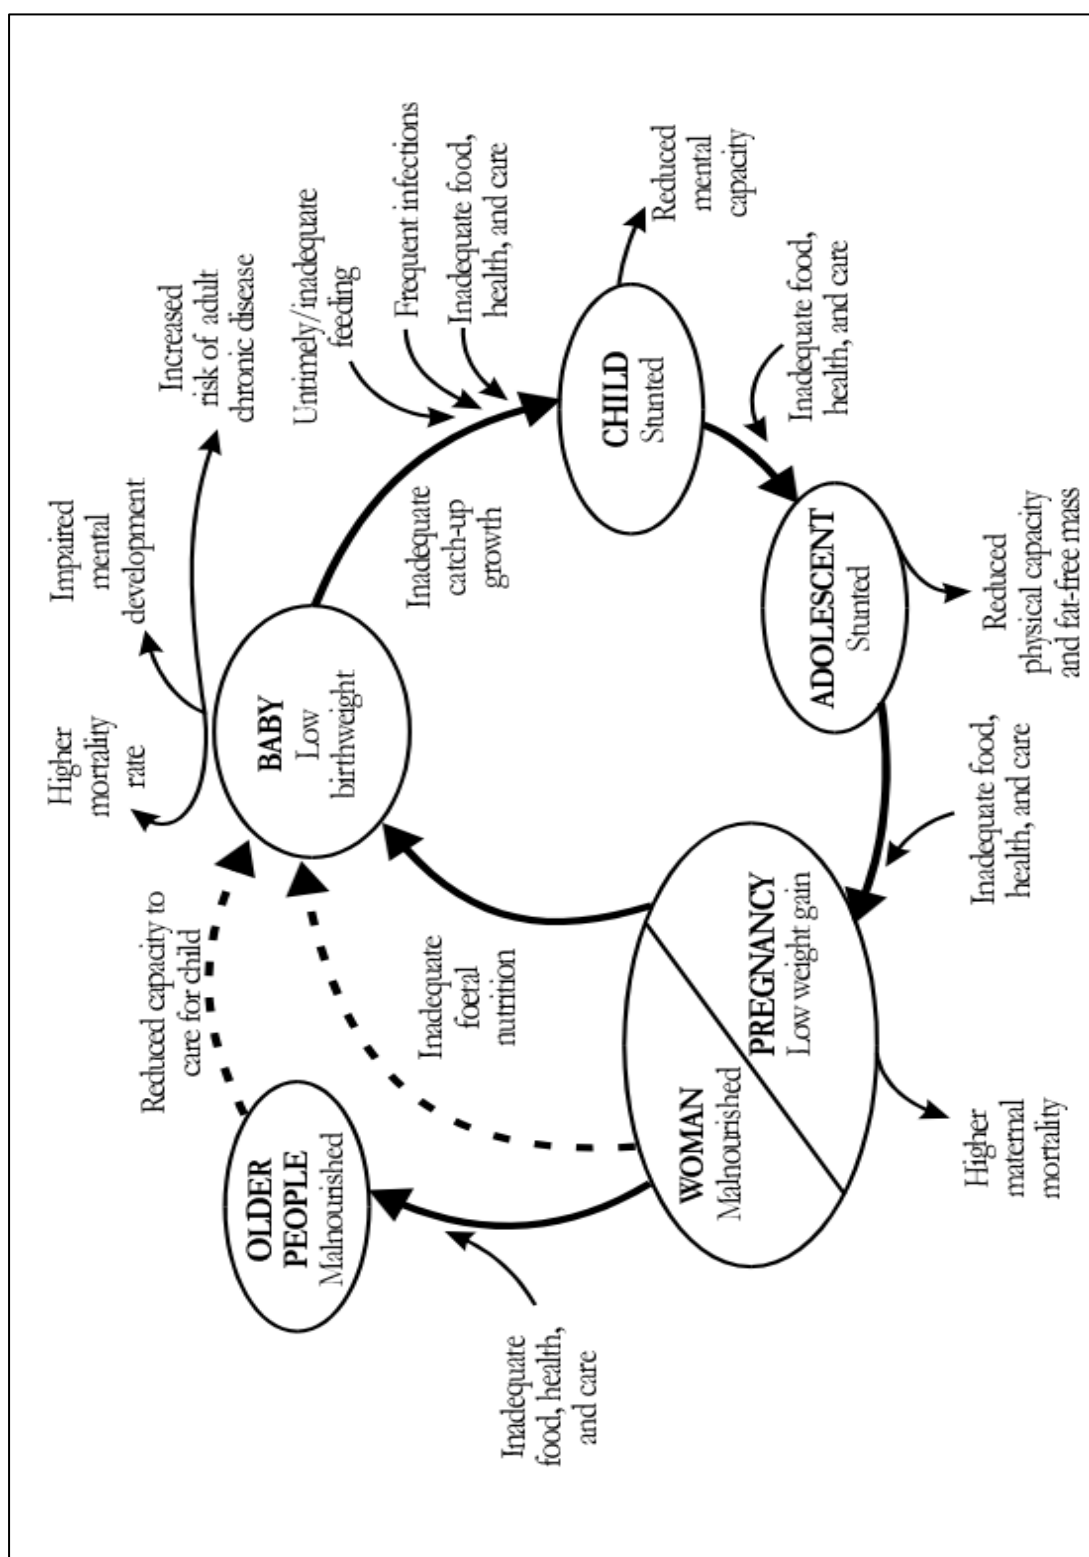 Higher
mortality
rate
Impaired
mental
development
Increased
risk of adult
chronic disease
Reduced capacity to
care for child
BABY
Low
birthweight
Untimely/inadequate
feeding
Frequent infections
Inadequate food,
health, and care
Inadequate
catch-up
growth
OLDER
PEOPLE
Malnourished
Inadequate
foetal
nutrition
CHILD
Stunted
Reduced
mental
capacity
Inadequate
food, health,
and care
WOMAN
Malnourished
PREGNANCY
Low weight gain
ADOLESCENT
Stunted
Inadequate food,
health, and care
Higher
maternal
mortality
Inadequate food,
health, and care
Reduced
physical capacity
and fat-free mass